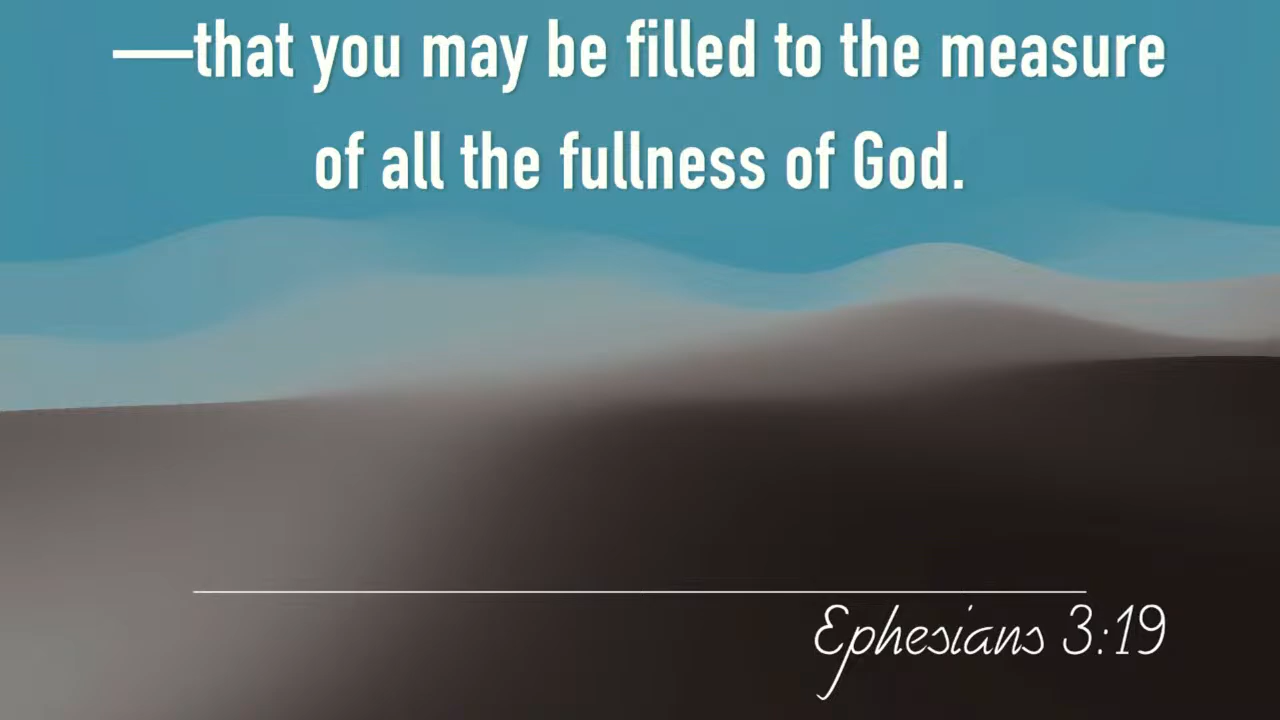 —that you may be filled to the measure
of all the fullness of God.
Ephesians 3:19